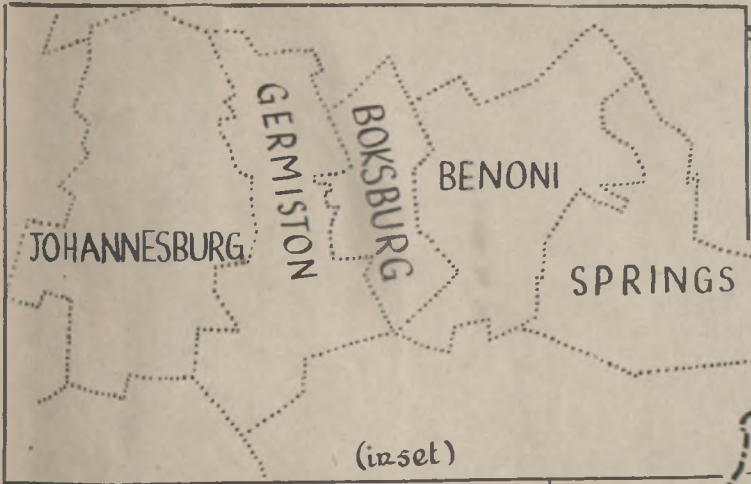 JOHANNESBURG
GERMISTON
BOKSBURG
BENONI
SPRINGS
(inset)